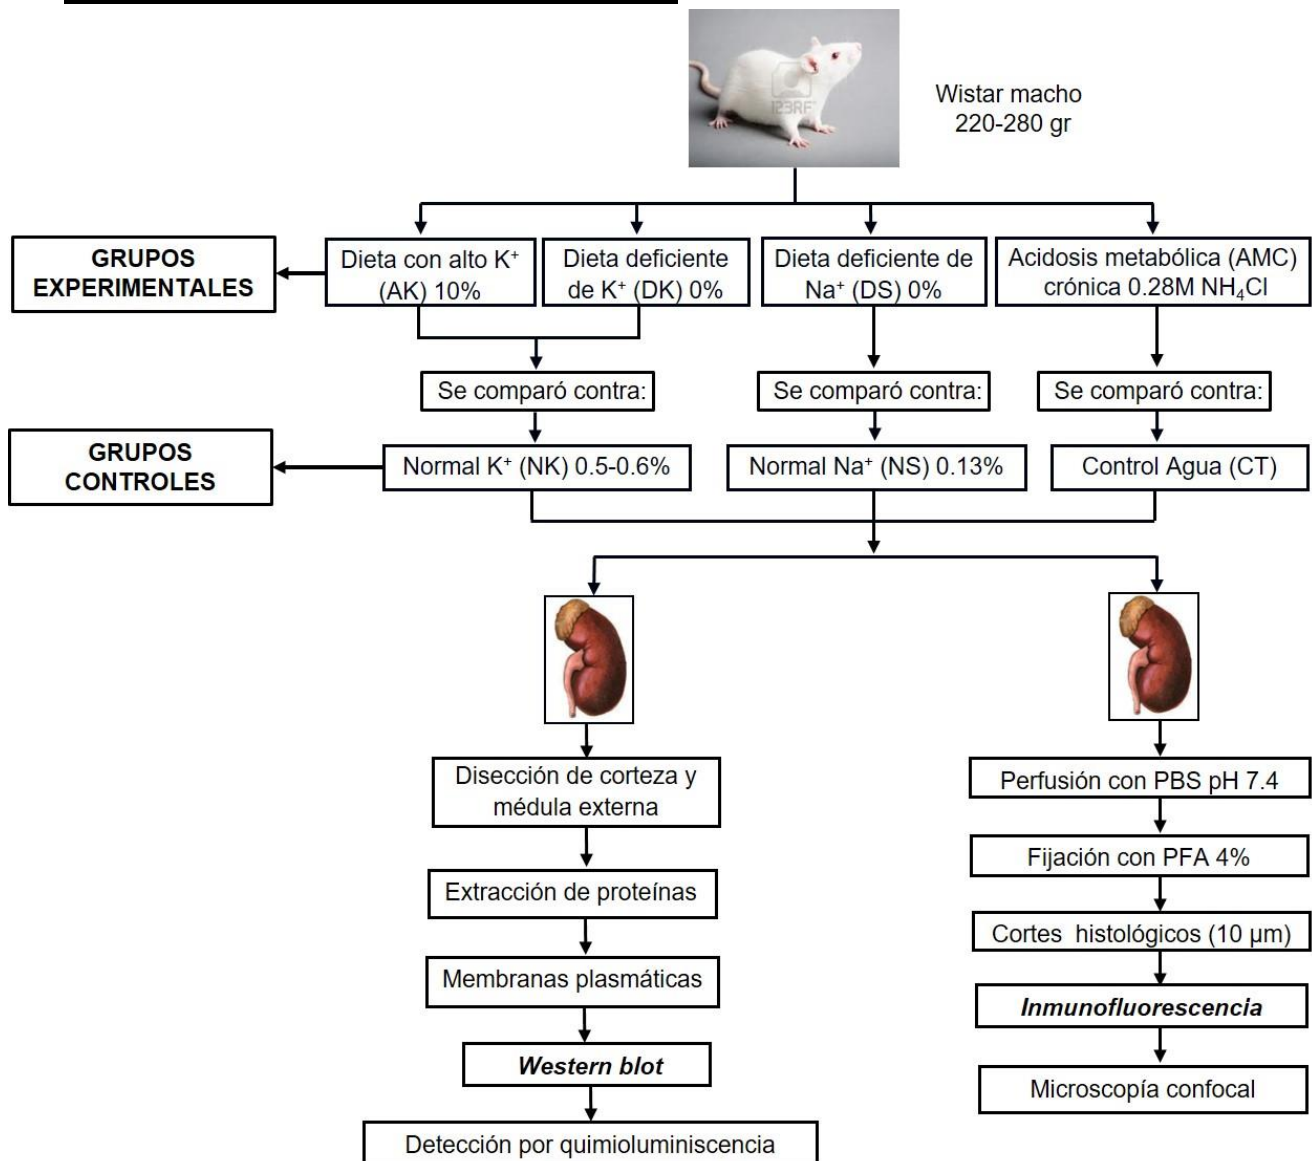 123RF
Wistar macho
220-280 gr
GRUPOS
EXPERIMENTALES
Dieta con alto K⁺
(AK) 10%
Dieta deficiente
de K⁺ (DK) 0%
Dieta deficiente de
Na⁺ (DS) 0%
Acidosis metabólica (AMC)
crónica 0.28M NH₄Cl
Se comparó contra:
Se comparó contra:
Se comparó contra:
GRUPOS
CONTROLES
Normal K⁺ (NK) 0.5-0.6%
Normal Na⁺ (NS) 0.13%
Control Agua (CT)
Disección de corteza y
médula externa
Extracción de proteínas
Membranas plasmáticas
Western blot
Detección por quimioluminiscencia
Perfusión con PBS pH 7.4
Fijación con PFA 4%
Cortes histológicos (10 µm)
Inmunofluorescencia
Microscopía confocal